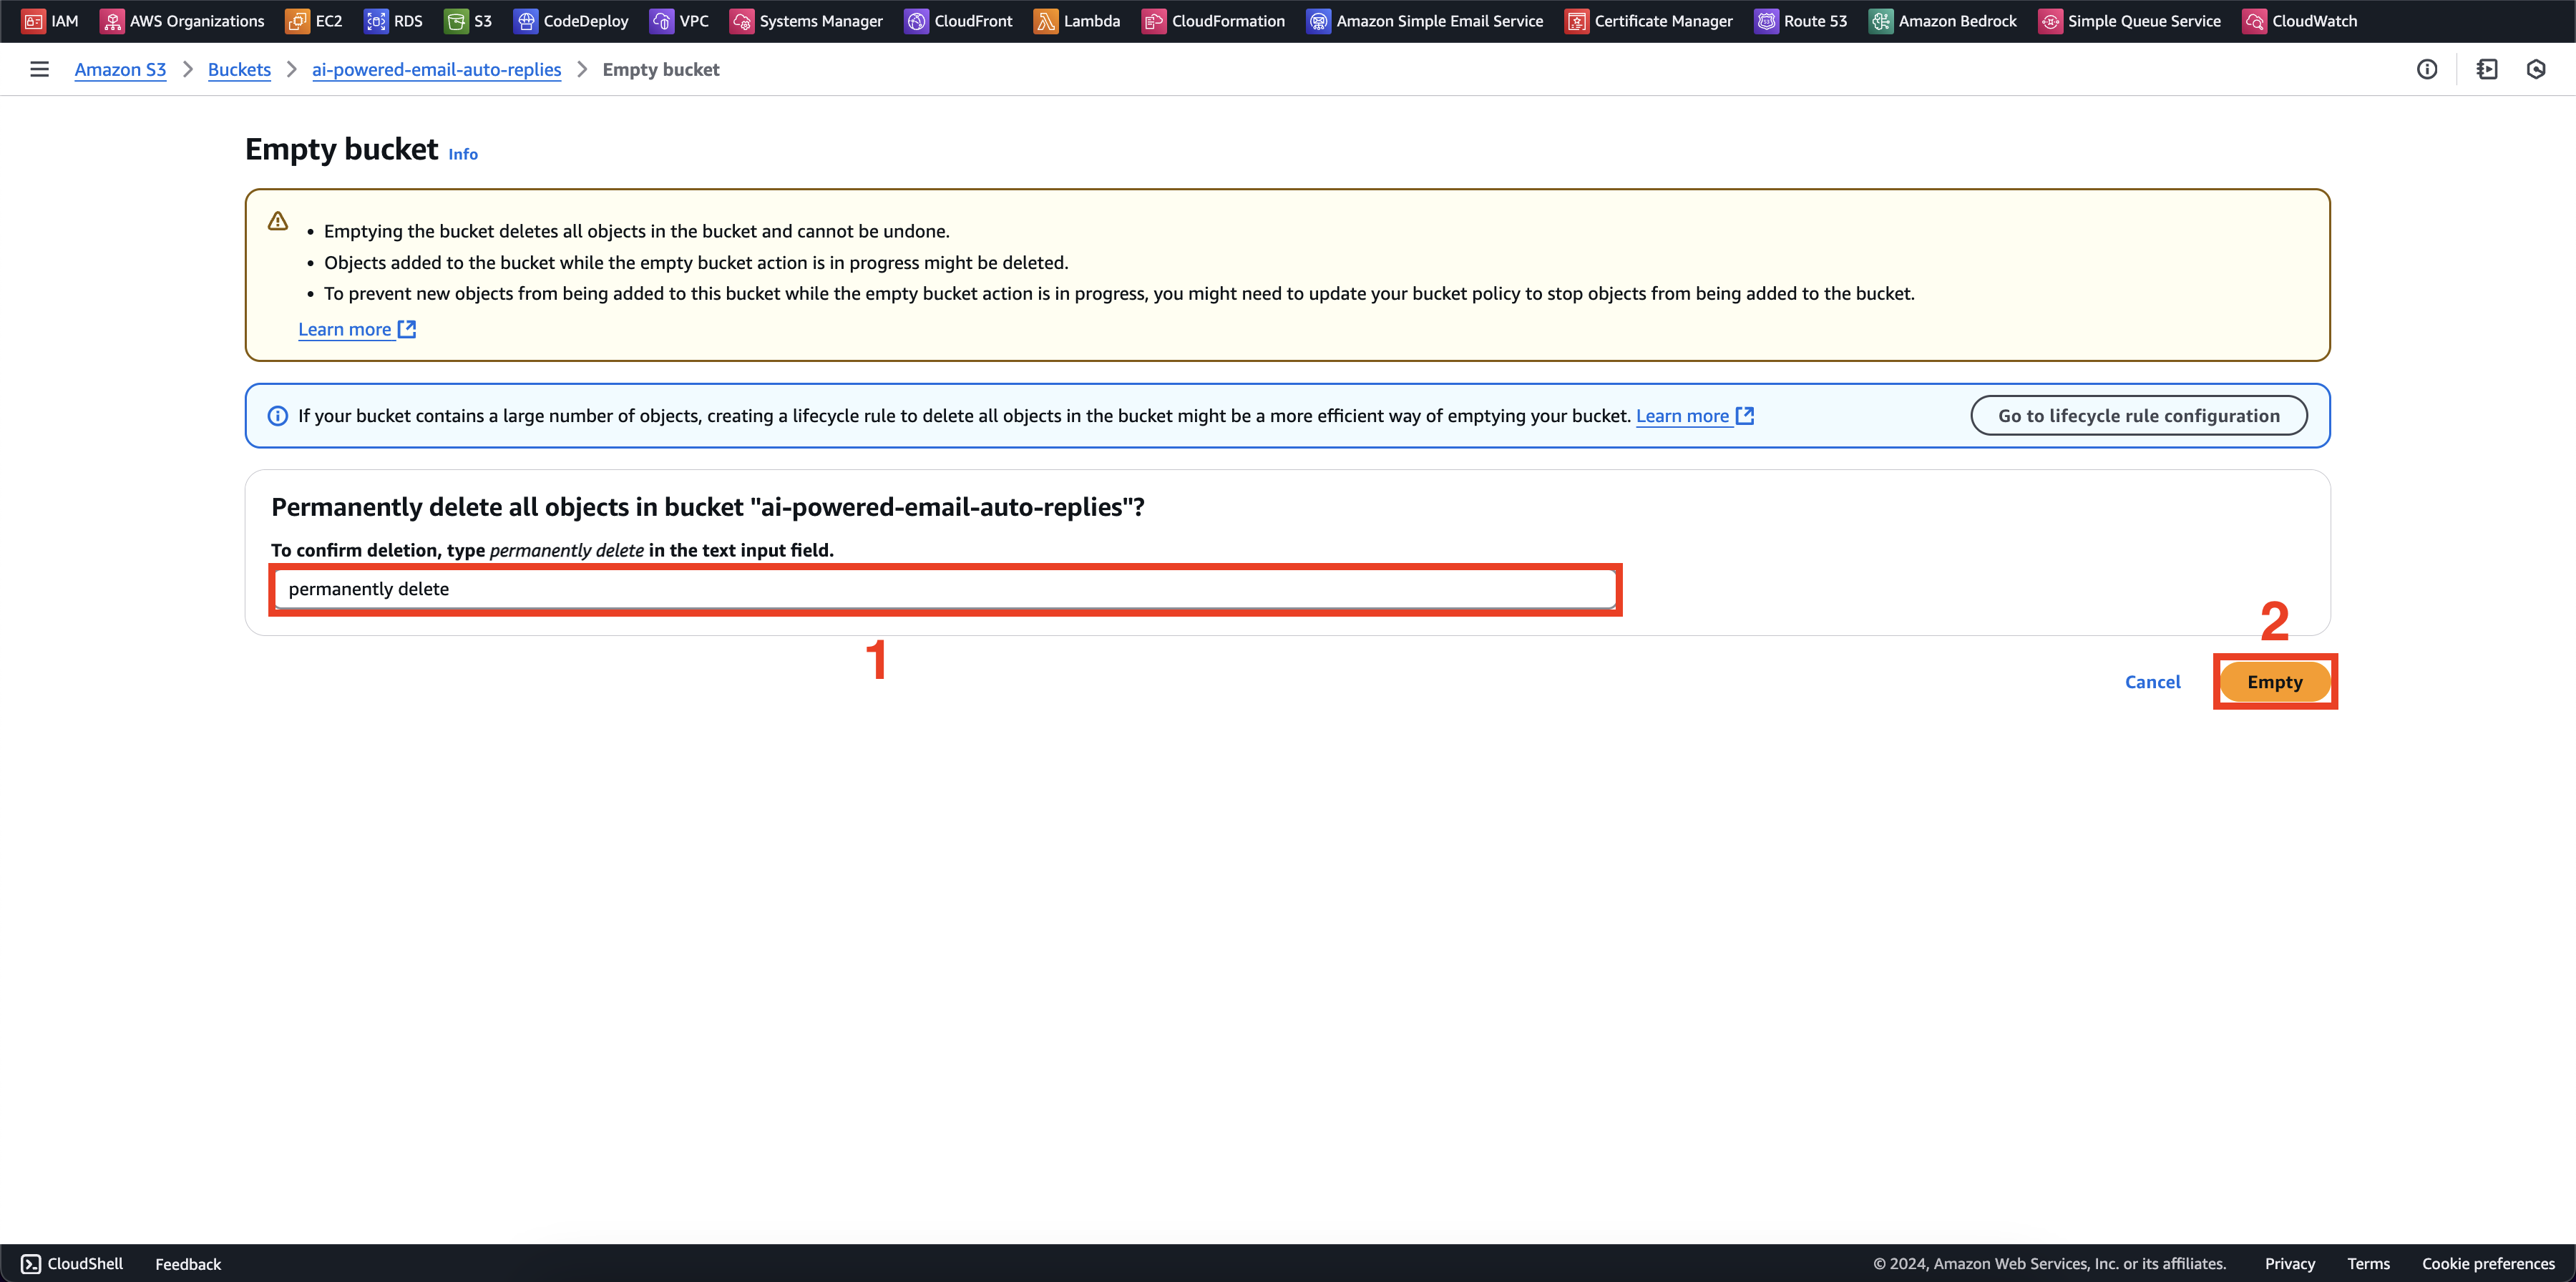 IAM AWS Organizations EC2 RDS S3 CodeDeploy VPC Systems Manager CloudFront Lambda CloudFormation Amazon Simple Email Service Certificate Manager Route 53 Amazon Bedrock Simple Queue Service CloudWatch
Amazon S3 > Buckets > ai-powered-email-auto-replies > Empty bucket
Empty bucket Info
• Emptying the bucket deletes all objects in the bucket and cannot be undone.
• Objects added to the bucket while the empty bucket action is in progress might be deleted.
• To prevent new objects from being added to this bucket while the empty bucket action is in progress, you might need to update your bucket policy to stop objects from being added to the bucket.
Learn more
If your bucket contains a large number of objects, creating a lifecycle rule to delete all objects in the bucket might be a more efficient way of emptying your bucket. Learn more Go to lifecycle rule configuration
Permanently delete all objects in bucket "ai-powered-email-auto-replies"?
To confirm deletion, type permanently delete in the text input field.
permanently delete
1
2
Cancel Empty
CloudShell Feedback © 2024, Amazon Web Services, Inc. or its affiliates. Privacy Terms Cookie preferences